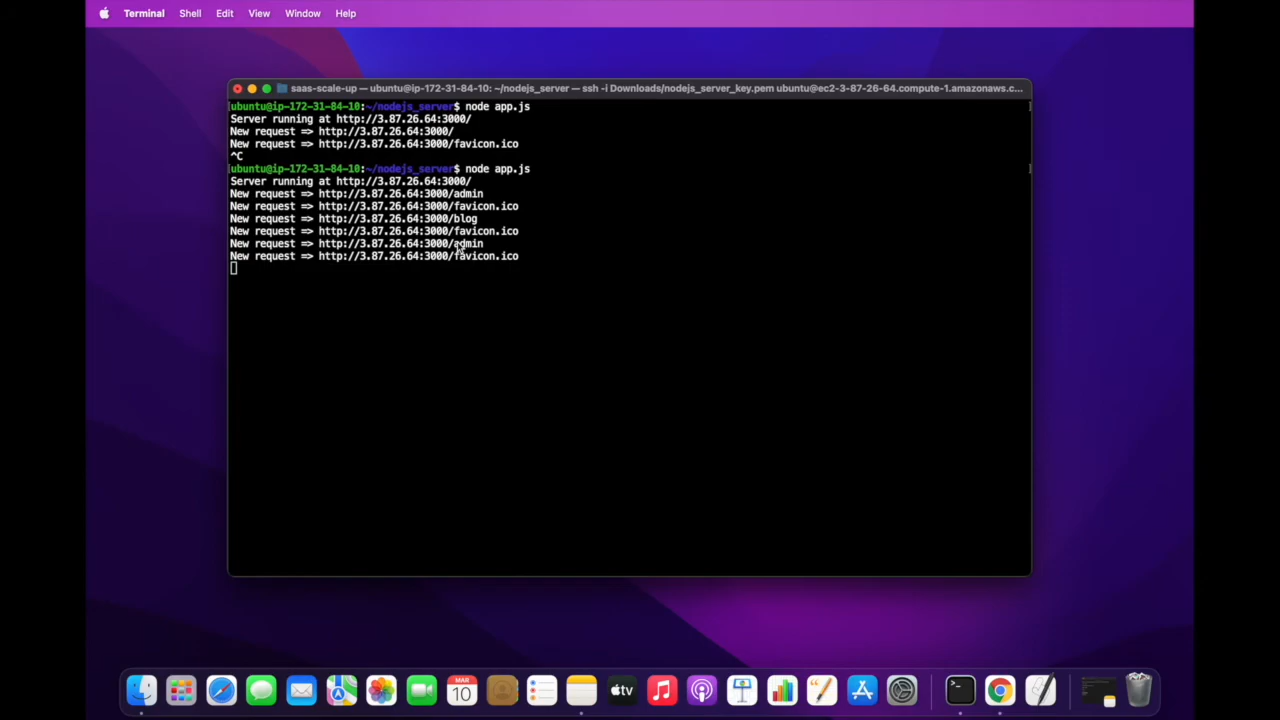 Terminal Shell Edit View Window Help
saas-scale-up — ubuntu@ip-172-31-84-10: ~/nodejs_server — ssh -i Downloads/nodejs_server_key.pem ubuntu@ec2-3-87-26-64.compute-1.amazonaws.c...
[ubuntu@ip-172-31-84-10:~/nodejs_server$ node app.js ]
Server running at http://3.87.26.64:3000/
New request => http://3.87.26.64:3000/
New request => http://3.87.26.64:3000/favicon.ico
^C
[ubuntu@ip-172-31-84-10:~/nodejs_server$ node app.js ]
Server running at http://3.87.26.64:3000/
New request => http://3.87.26.64:3000/admin
New request => http://3.87.26.64:3000/favicon.ico
New request => http://3.87.26.64:3000/blog
New request => http://3.87.26.64:3000/favicon.ico
New request => http://3.87.26.64:3000/admin
New request => http://3.87.26.64:3000/favicon.ico
MAR
10
tv